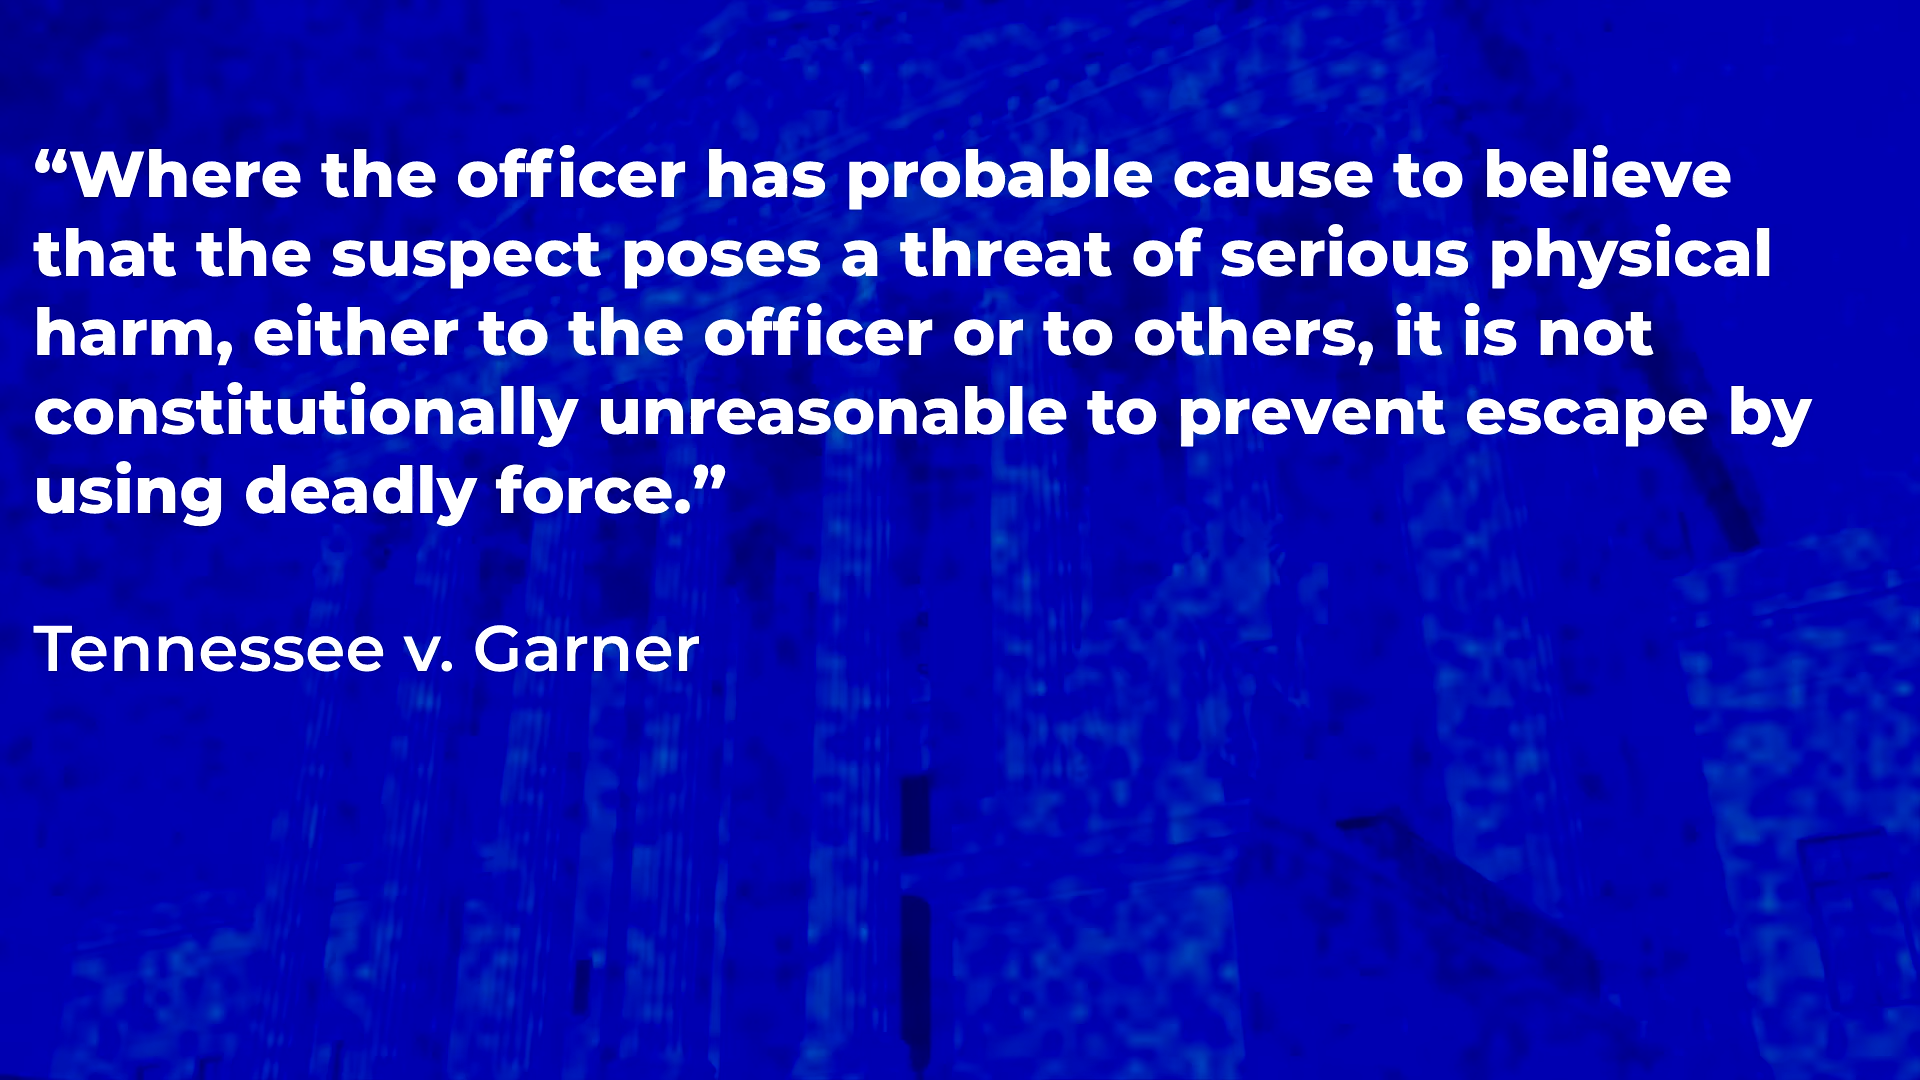 “Where the officer has probable cause to believe
that the suspect poses a threat of serious physical
harm, either to the officer or to others, it is not
constitutionally unreasonable to prevent escape by
using deadly force.”
Tennessee v. Garner